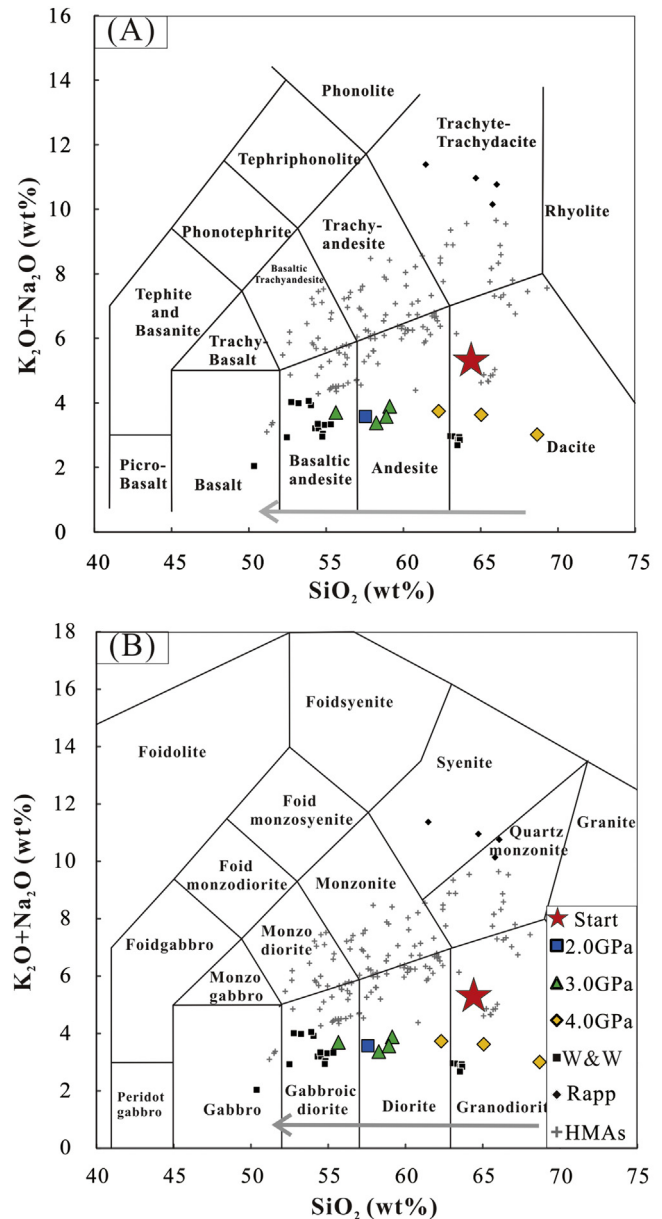 (A)
K₂O+Na₂O (wt%)
16
14
12
10
8
6
4
2
0
Phonolite
Trachyte-
Trachydacite
Tephriphonolite
Rhyolite
Phonotephrite
Trachy-
andesite
Basaltic
Trachyandesite
Tephite
and
Basanite
Trachy-
Basalt
Picro-
Basalt
Basalt
Basaltic
andesite
Andesite
Dacite
40 45 50 55 60 65 70 75
SiO₂ (wt%)
(B)
K₂O+Na₂O (wt%)
18
16
14
12
10
8
6
4
2
0
Foidsyenite
Foidolite
Syenite
Foid
monzosyenite
Quartz
monzonite
Granite
Foid
monzodiorite
Monzonite
Foidgabbro
Monzo
diorite
Monzo
gabbro
Peridot
gabbro
Gabbro
Gabbroic
diorite
Diorite
Granodiorit
Start
2.0GPa
3.0GPa
4.0GPa
W&W
Rapp
HMAs
40 45 50 55 60 65 70 75
SiO₂ (wt%)